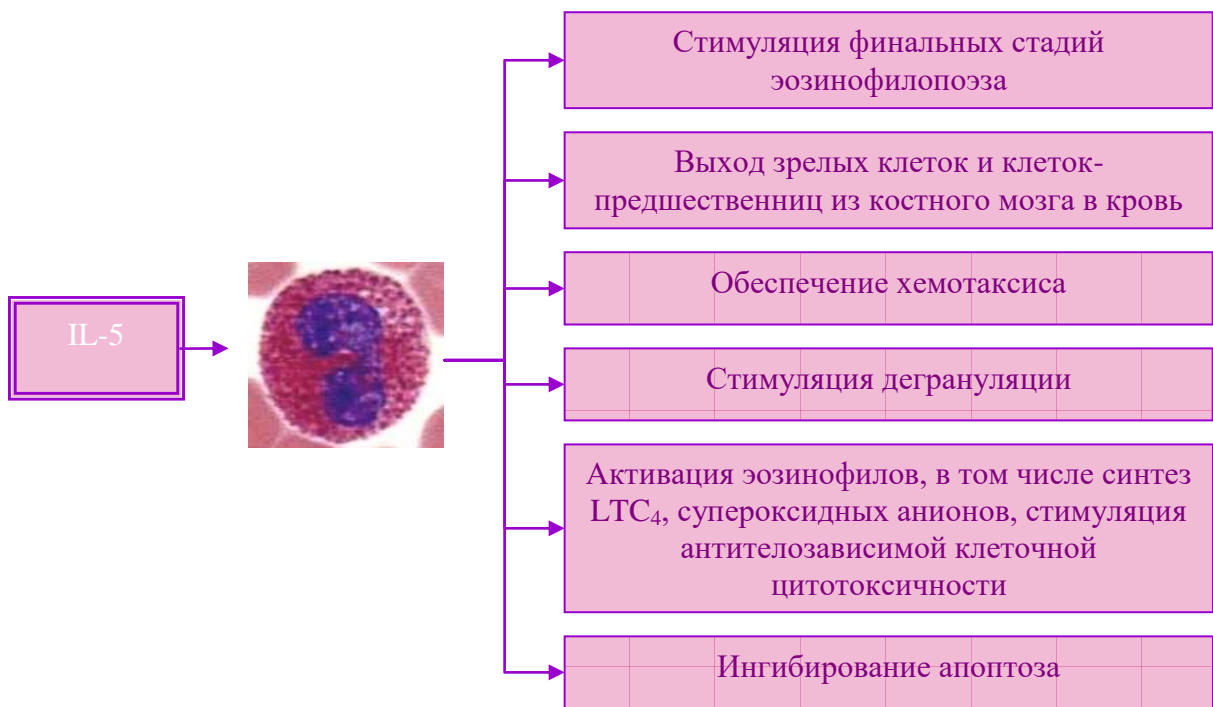 Стимуляция финальных стадий
эозинофилопоэза
Выход зрелых клеток и клеток-
предшественниц из костного мозга в кровь
Обеспечение хемотаксиса
IL-5
Стимуляция дегрануляции
Активация эозинофилов, в том числе синтез
LTC₄, супероксидных анионов, стимуляция
антителозависимой клеточной
цитотоксичности
Ингибирование апоптоза